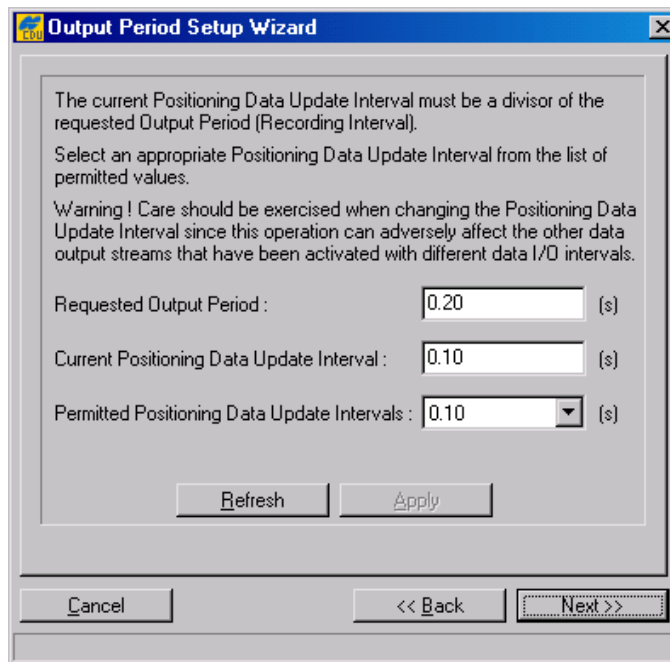 EDU Output Period Setup Wizard
The current Positioning Data Update Interval must be a divisor of the
requested Output Period (Recording Interval).
Select an appropriate Positioning Data Update Interval from the list of
permitted values.
Warning ! Care should be exercised when changing the Positioning Data
Update Interval since this operation can adversely affect the other data
output streams that have been activated with different data I/O intervals.
Requested Output Period : 0.20 (s)
Current Positioning Data Update Interval : 0.10 (s)
Permitted Positioning Data Update Intervals : 0.10 (s)
Refresh Apply
Cancel << Back Next >>